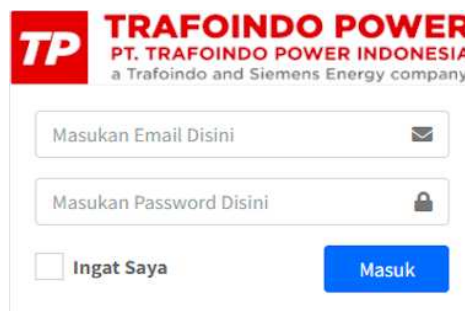 TP
TRAFOINDO POWER
PT. TRAFOINDO POWER INDONESIA
a Trafoindo and Siemens Energy company
Masukan Email Disini
Masukan Password Disini
Ingat Saya
Masuk